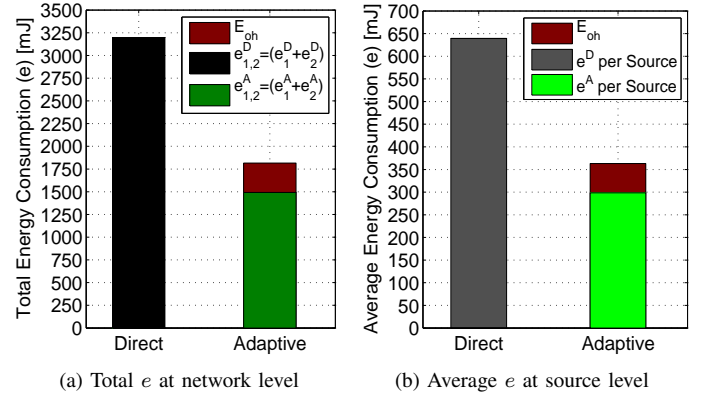 Total Energy Consumption (e) [mJ]
3500
3250
3000
2750
2500
2250
2000
1750
1500
1250
1000
750
500
250
0
E_oh
e^D_1,2=(e^D_1+e^D_2)
e^A_1,2=(e^A_1+e^A_2)
Direct Adaptive
(a) Total e at network level
Average Energy Consumption (e) [mJ]
700
650
600
550
500
450
400
350
300
250
200
150
100
50
0
E_oh
e^D per Source
e^A per Source
Direct Adaptive
(b) Average e at source level